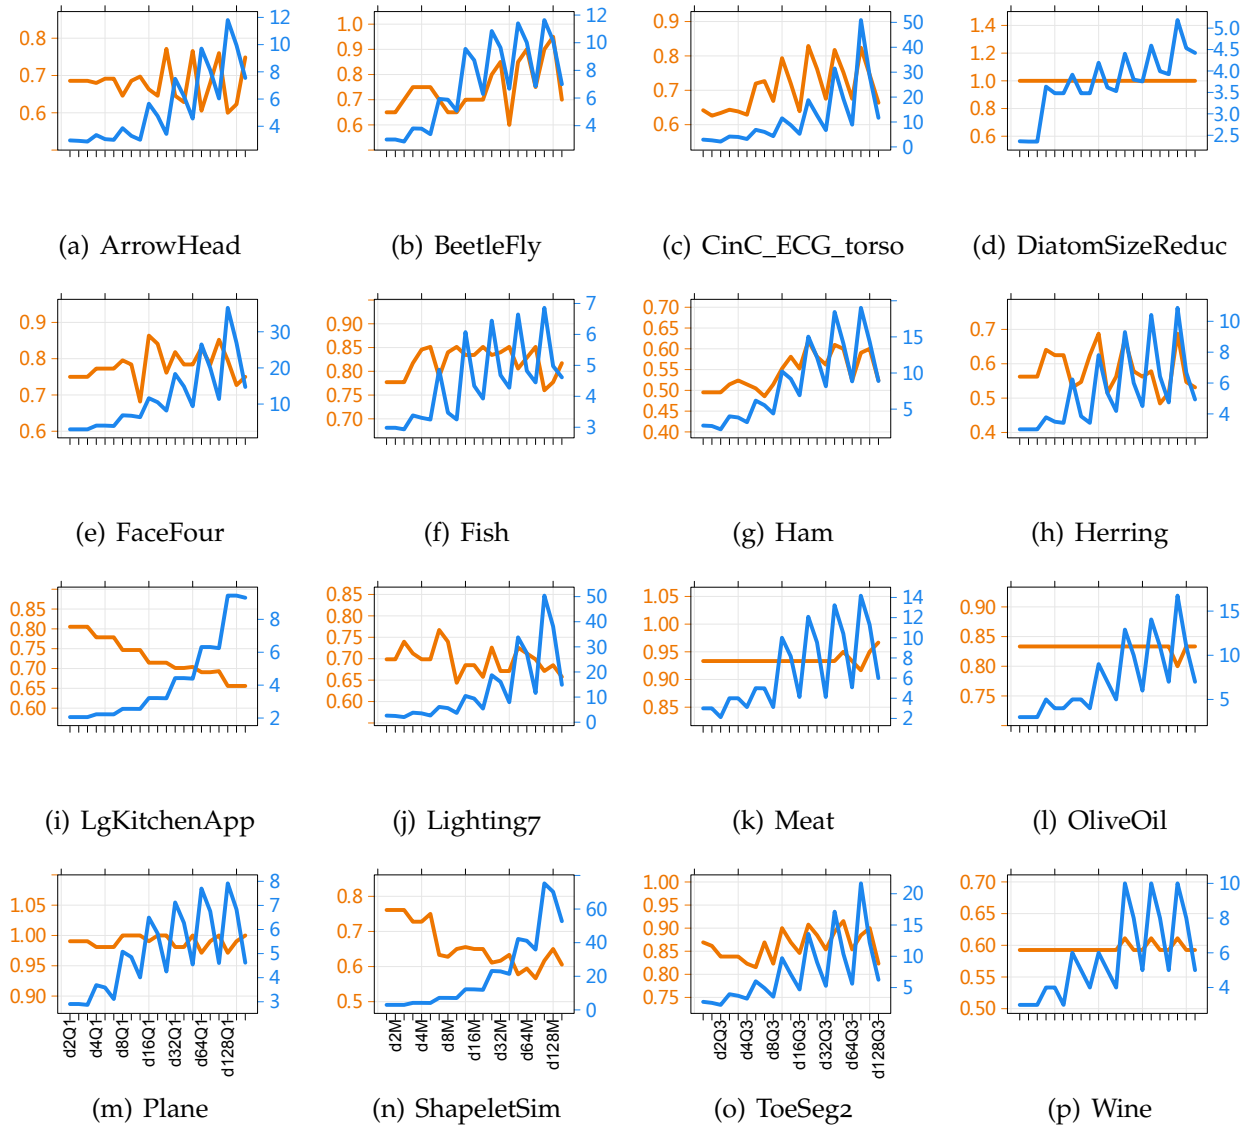 0.8 0.7 0.6 12 10 8 6 4
1.0 0.9 0.8 0.7 0.6 12 10 8 6 4
0.9 0.8 0.7 0.6 50 40 30 20 10 0
1.4 1.2 1.0 0.8 0.6 5.0 4.5 4.0 3.5 3.0 2.5
(a) ArrowHead
(b) BeetleFly
(c) CinC_ECG_torso
(d) DiatomSizeReduc
0.9 0.8 0.7 0.6 30 20 10
0.90 0.85 0.80 0.75 0.70 7 6 5 4 3
0.70 0.65 0.60 0.55 0.50 0.45 0.40 15 10 5
0.7 0.6 0.5 0.4 10 8 6 4
(e) FaceFour
(f) Fish
(g) Ham
(h) Herring
0.85 0.80 0.75 0.70 0.65 0.60 8 6 4 2
0.85 0.80 0.75 0.70 0.65 0.60 50 40 30 20 10 0
1.05 1.00 0.95 0.90 0.85 14 12 10 8 6 4 2
0.90 0.85 0.80 0.75 15 10 5
(i) LgKitchenApp
(j) Lighting7
(k) Meat
(l) OliveOil
1.05 1.00 0.95 0.90 8 7 6 5 4 3
d2Q1 d4Q1 d8Q1 d16Q1 d32Q1 d64Q1 d128Q1
0.8 0.7 0.6 0.5 60 40 20 0
d2M d4M d8M d16M d32M d64M d128M
1.00 0.95 0.90 0.85 0.80 0.75 20 15 10 5
d2Q3 d4Q3 d8Q3 d16Q3 d32Q3 d64Q3 d128Q3
0.70 0.65 0.60 0.55 0.50 10 8 6 4
(m) Plane
(n) ShapeletSim
(o) ToeSeg2
(p) Wine